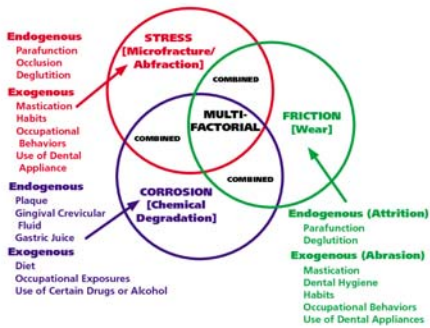 Endogenous
Parafunction
Occlusion
Deglutition
Exogenous
Mastication
Habits
Occupational
Behaviors
Use of Dental
Appliance
STRESS
[Microfracture/
Abfraction]
COMBINED
MULTI-
FACTORIAL
FRICTION
[Wear]
COMBINED
COMBINED
Endogenous
Plaque
Gingival Crevicular
Fluid
Gastric Juice
Exogenous
Diet
Occupational Exposures
Use of Certain Drugs or Alcohol
CORROSION
[Chemical
Degradation]
Endogenous (Attrition)
Parafunction
Deglutition
Exogenous (Abrasion)
Mastication
Dental Hygiene
Habits
Occupational Behaviors
Use of Dental Appliances